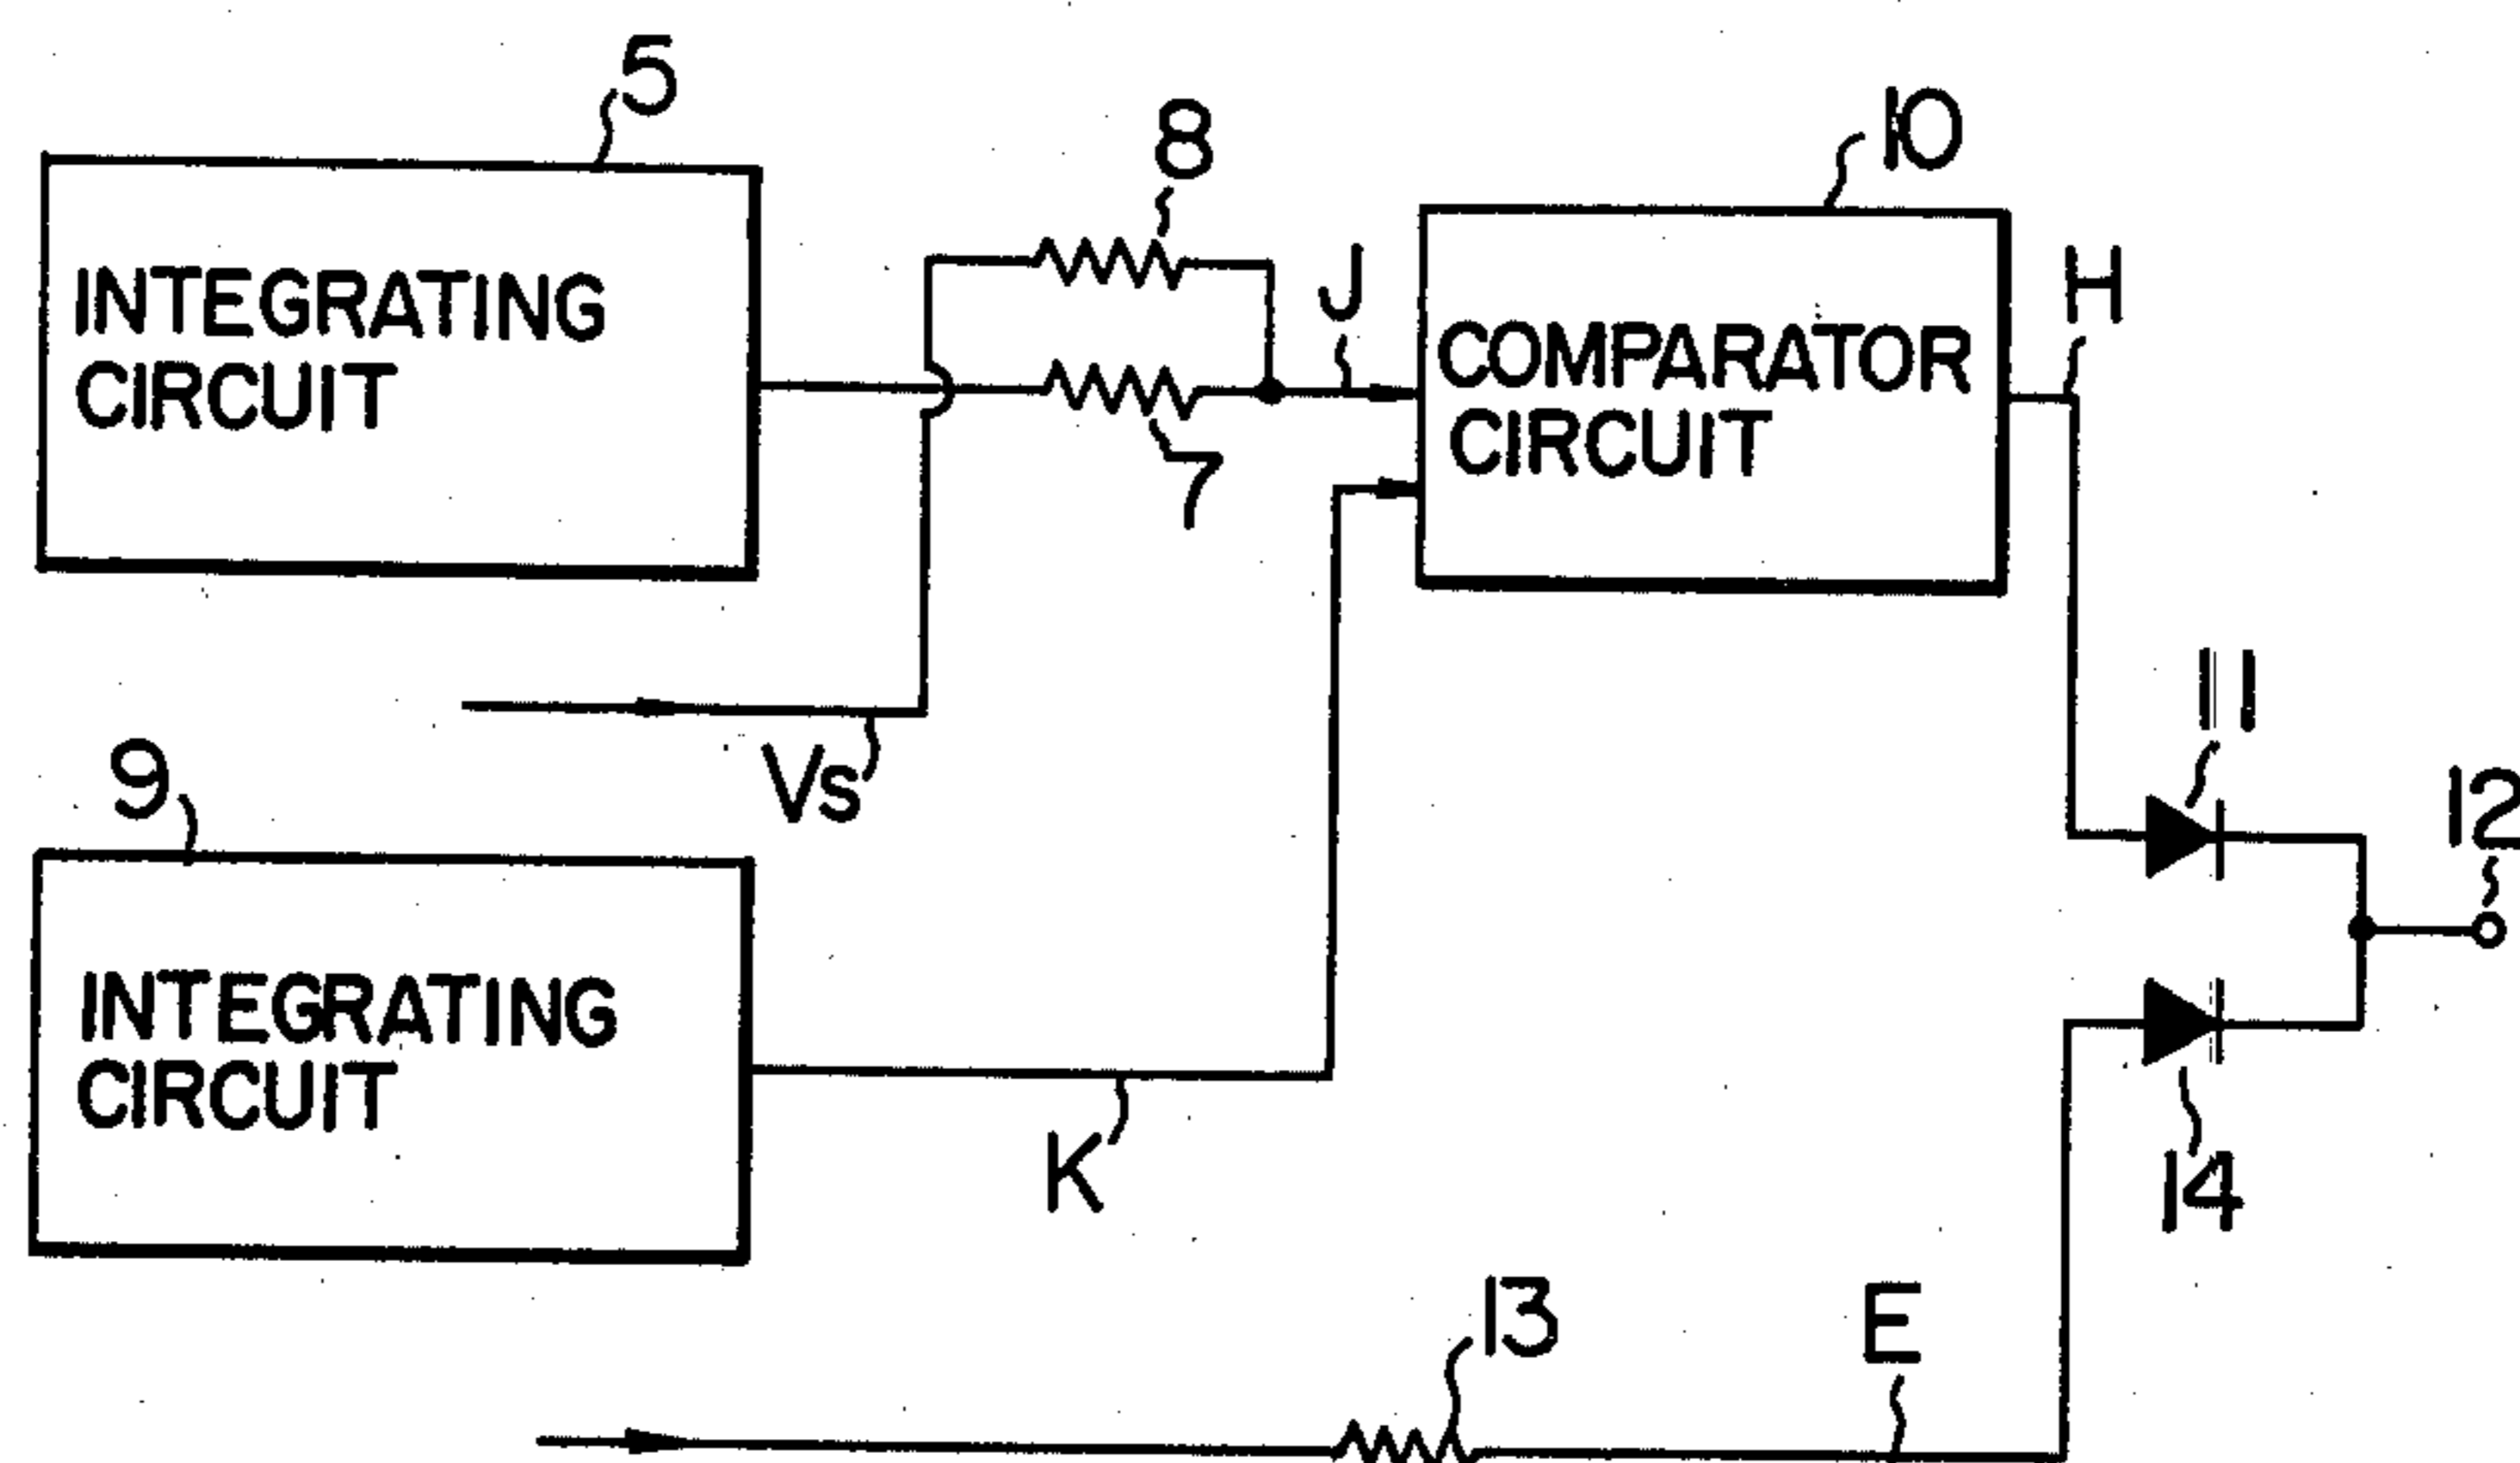 5
8
10
INTEGRATING
CIRCUIT
J
H
COMPARATOR
CIRCUIT
7
11
Vs
9
12
INTEGRATING
CIRCUIT
K
14
13
E